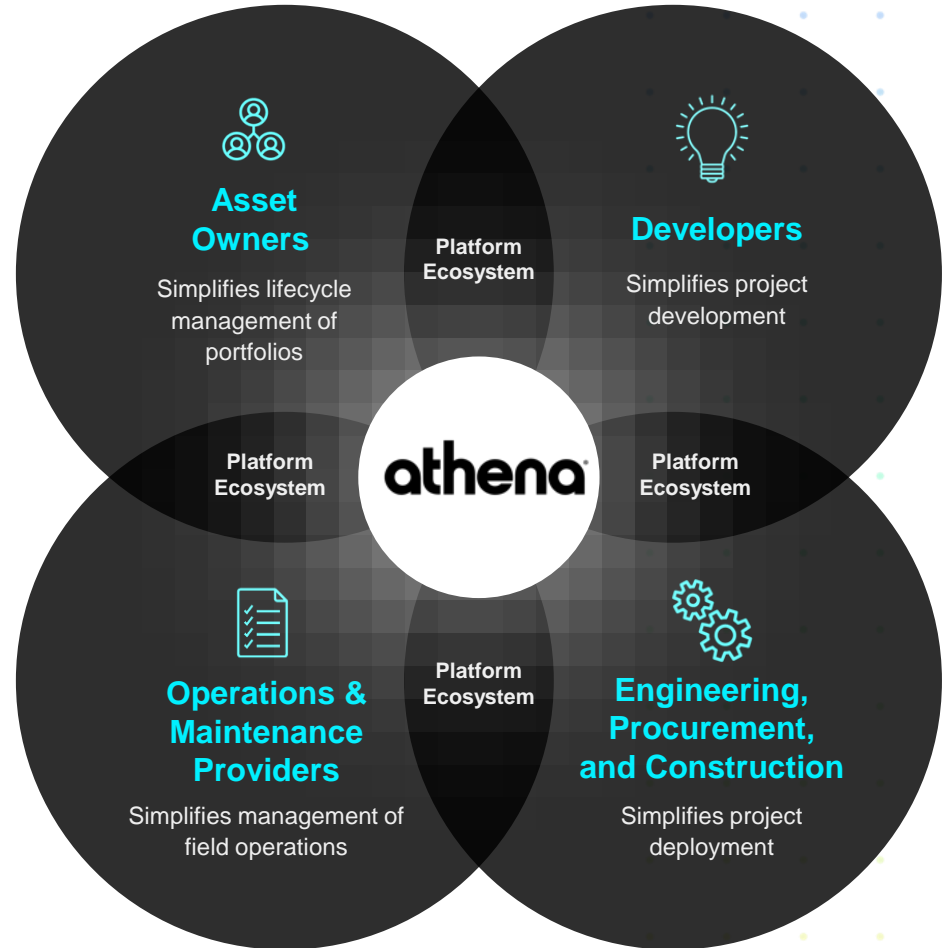 Asset
Owners
Simplifies lifecycle
management of
portfolios
Platform
Ecosystem
Developers
Simplifies project
development
Platform
Ecosystem
athena
Platform
Ecosystem
Operations &
Maintenance
Providers
Simplifies management of
field operations
Platform
Ecosystem
Engineering,
Procurement,
and Construction
Simplifies project
deployment